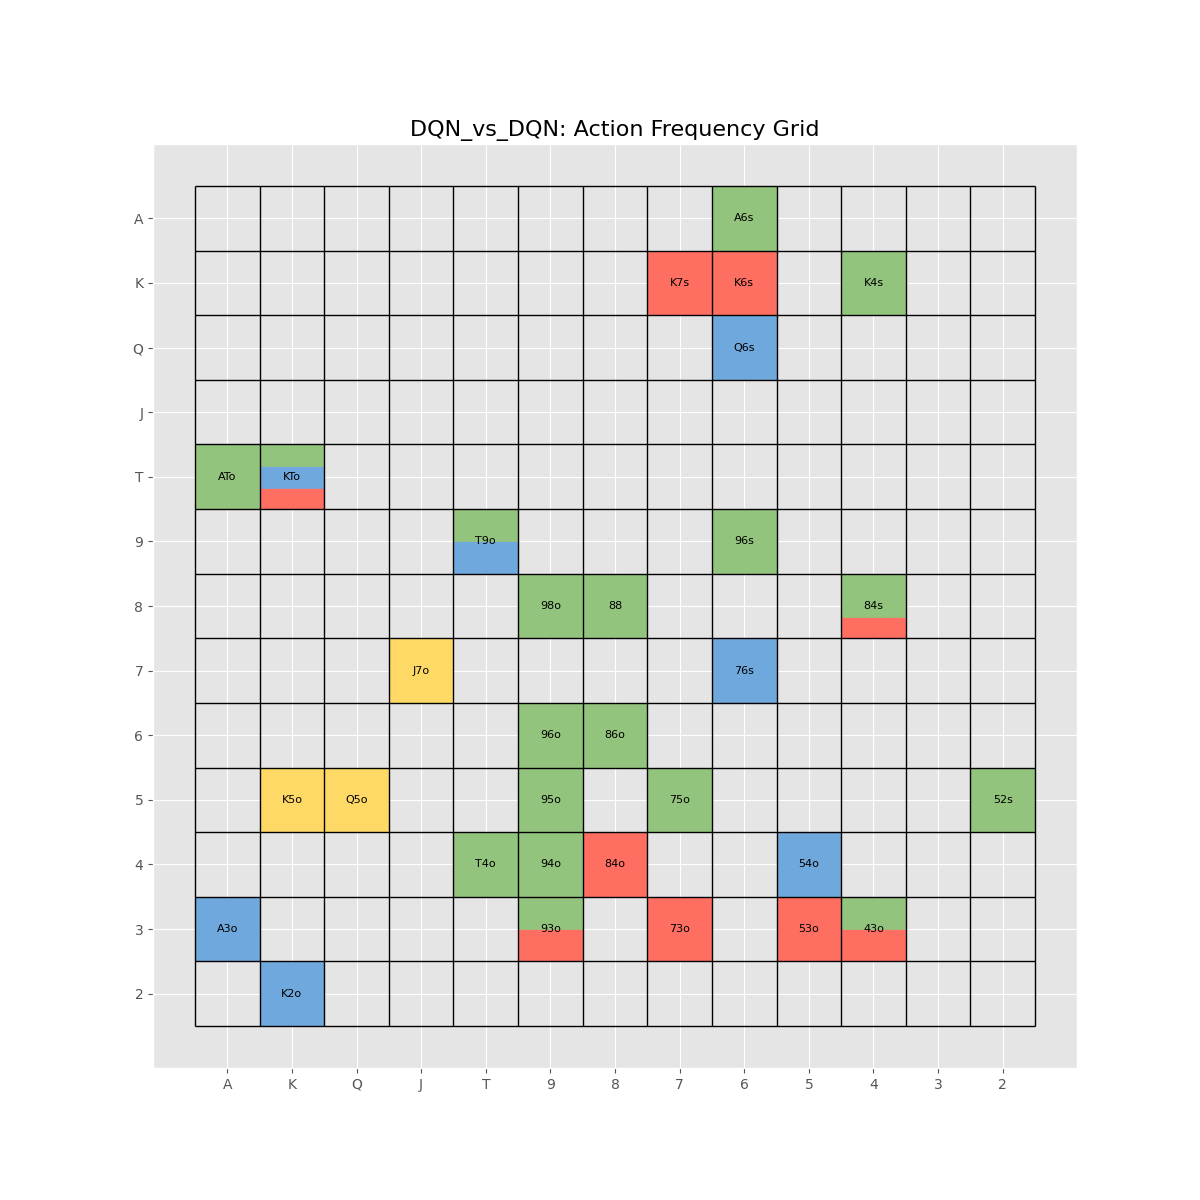 DQN_vs_DQN: Action Frequency Grid
A A6s
K K7s K6s K4s
Q Q6s
J
T ATo KTo
9 T9o 96s
8 98o 88 84s
7 J7o 76s
6 96o 86o
5 K5o Q5o 95o 75o 52s
4 T4o 94o 84o 54o
3 A3o 93o 73o 53o 43o
2 K2o
A K Q J T 9 8 7 6 5 4 3 2